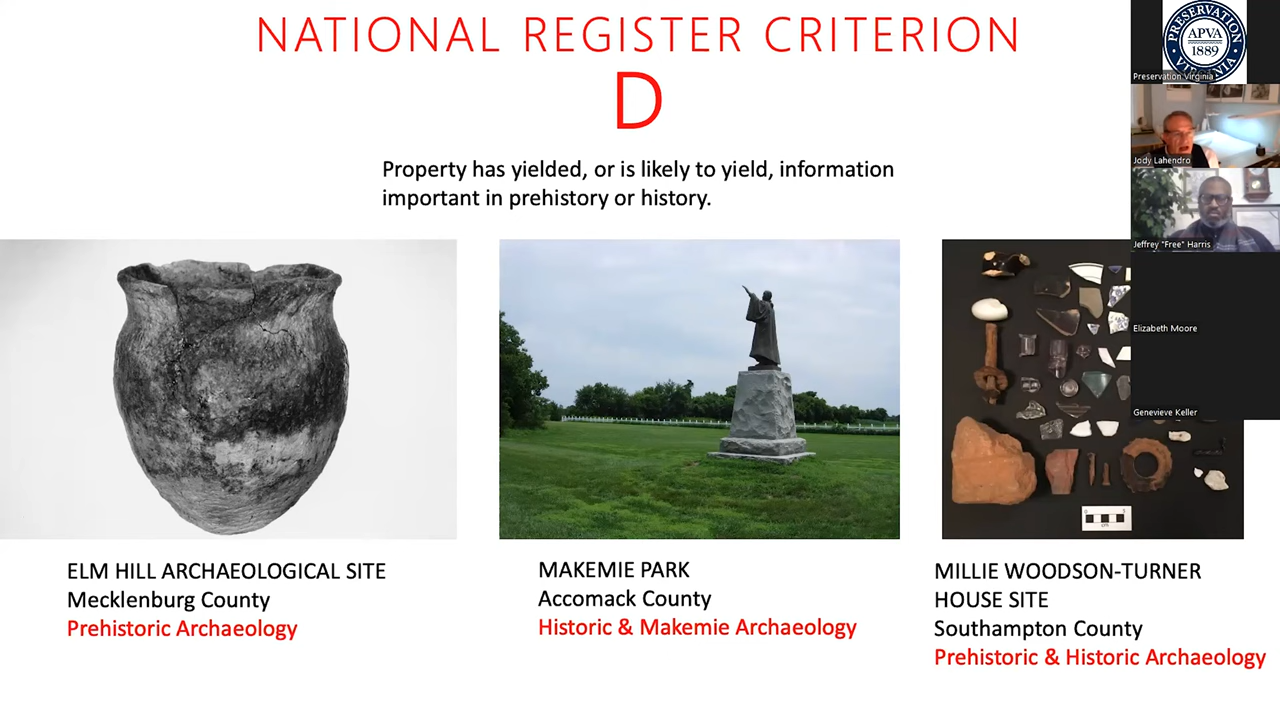 NATIONAL REGISTER CRITERION
D
Property has yielded, or is likely to yield, information
important in prehistory or history.
ELM HILL ARCHAEOLOGICAL SITE
Mecklenburg County
Prehistoric Archaeology
MAKEMIE PARK
Accomack County
Historic & Makemie Archaeology
MILLIE WOODSON-TURNER
HOUSE SITE
Southampton County
Prehistoric & Historic Archaeology
PRESERVATION
APVA
1889
VIRGINIA
Preservation Virginia
Jody Lahendro
Jeffrey "Free" Harris
Elizabeth Moore
Genevieve Keller